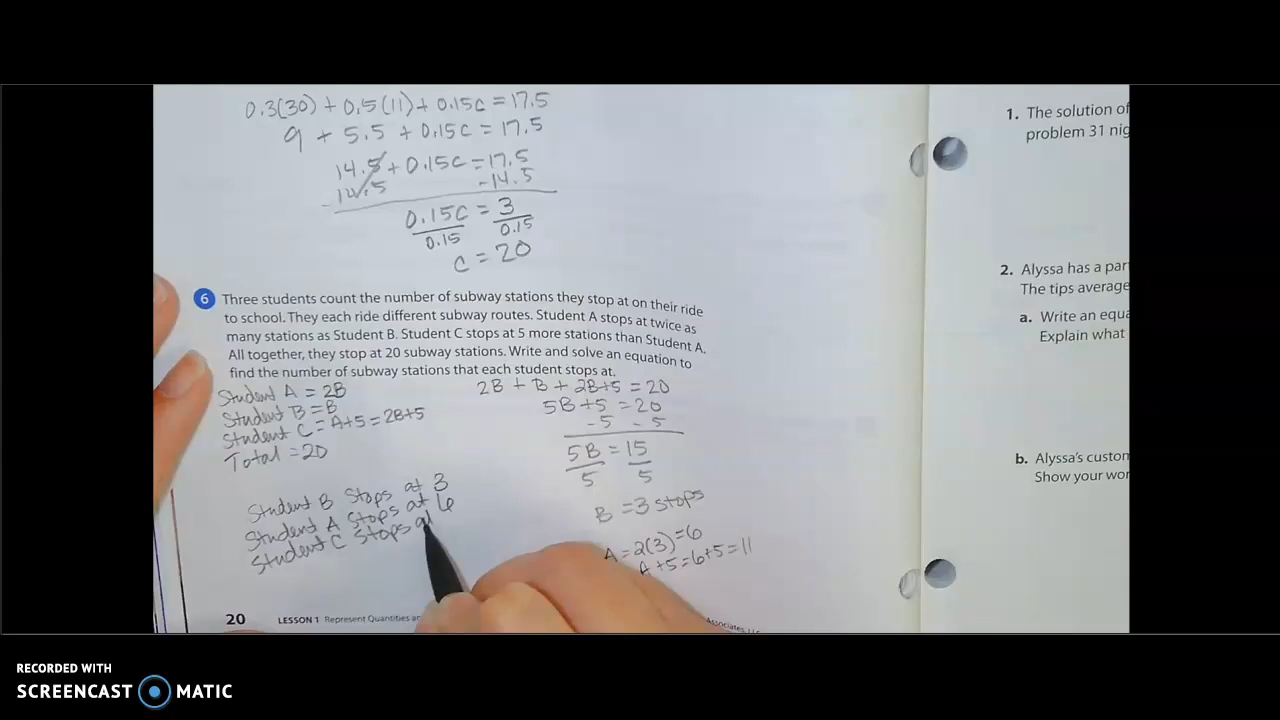 0.3(30) + 0.5(11) + 0.15c = 17.5
9 + 5.5 + 0.15c = 17.5
14.5 + 0.15c = 17.5
- 14.5 -14.5
0.15c = 3
0.15 0.15
c = 20
6 Three students count the number of subway stations they stop at on their ride
to school. They each ride different subway routes. Student A stops at twice as
many stations as Student B. Student C stops at 5 more stations than Student A.
All together, they stop at 20 subway stations. Write and solve an equation to
find the number of subway stations that each student stops at.
Student A = 2B
Student B = B
Student C = A+5 = 2B+5
Total = 20
2B + B + 2B+5 = 20
5B +5 = 20
-5 -5
5B = 15
5 5
B = 3 stops
A = 2(3) = 6
A+5 = 6+5 = 11
Student B stops at 3
Student A stops at 6
Student C stops a
20 LESSON 1 Represent Quantities
Associates, LL
1. The solution of
problem 31 nig
2. Alyssa has a par
The tips average
a. Write an equa
Explain what
b. Alyssa's custom
Show your wor
RECORDED WITH
SCREENCAST MATIC